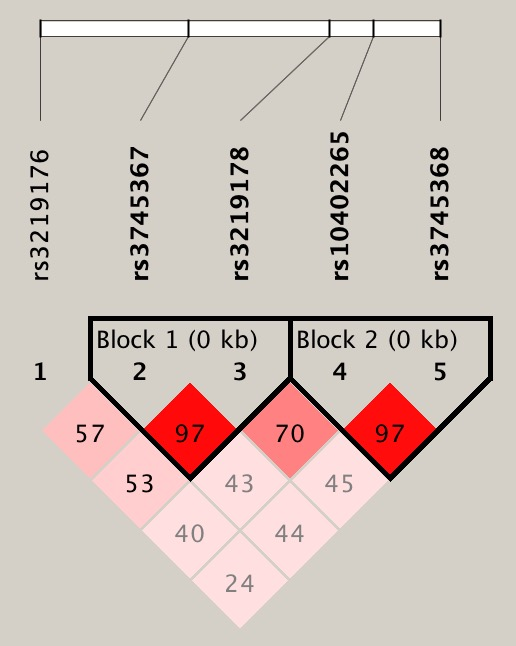 rs3219176
rs3745367
rs3219178
rs10402265
rs3745368
Block 1 (0 kb) Block 2 (0 kb)
1 2 3 4 5
57 97 70 97
53 43 45
40 44
24